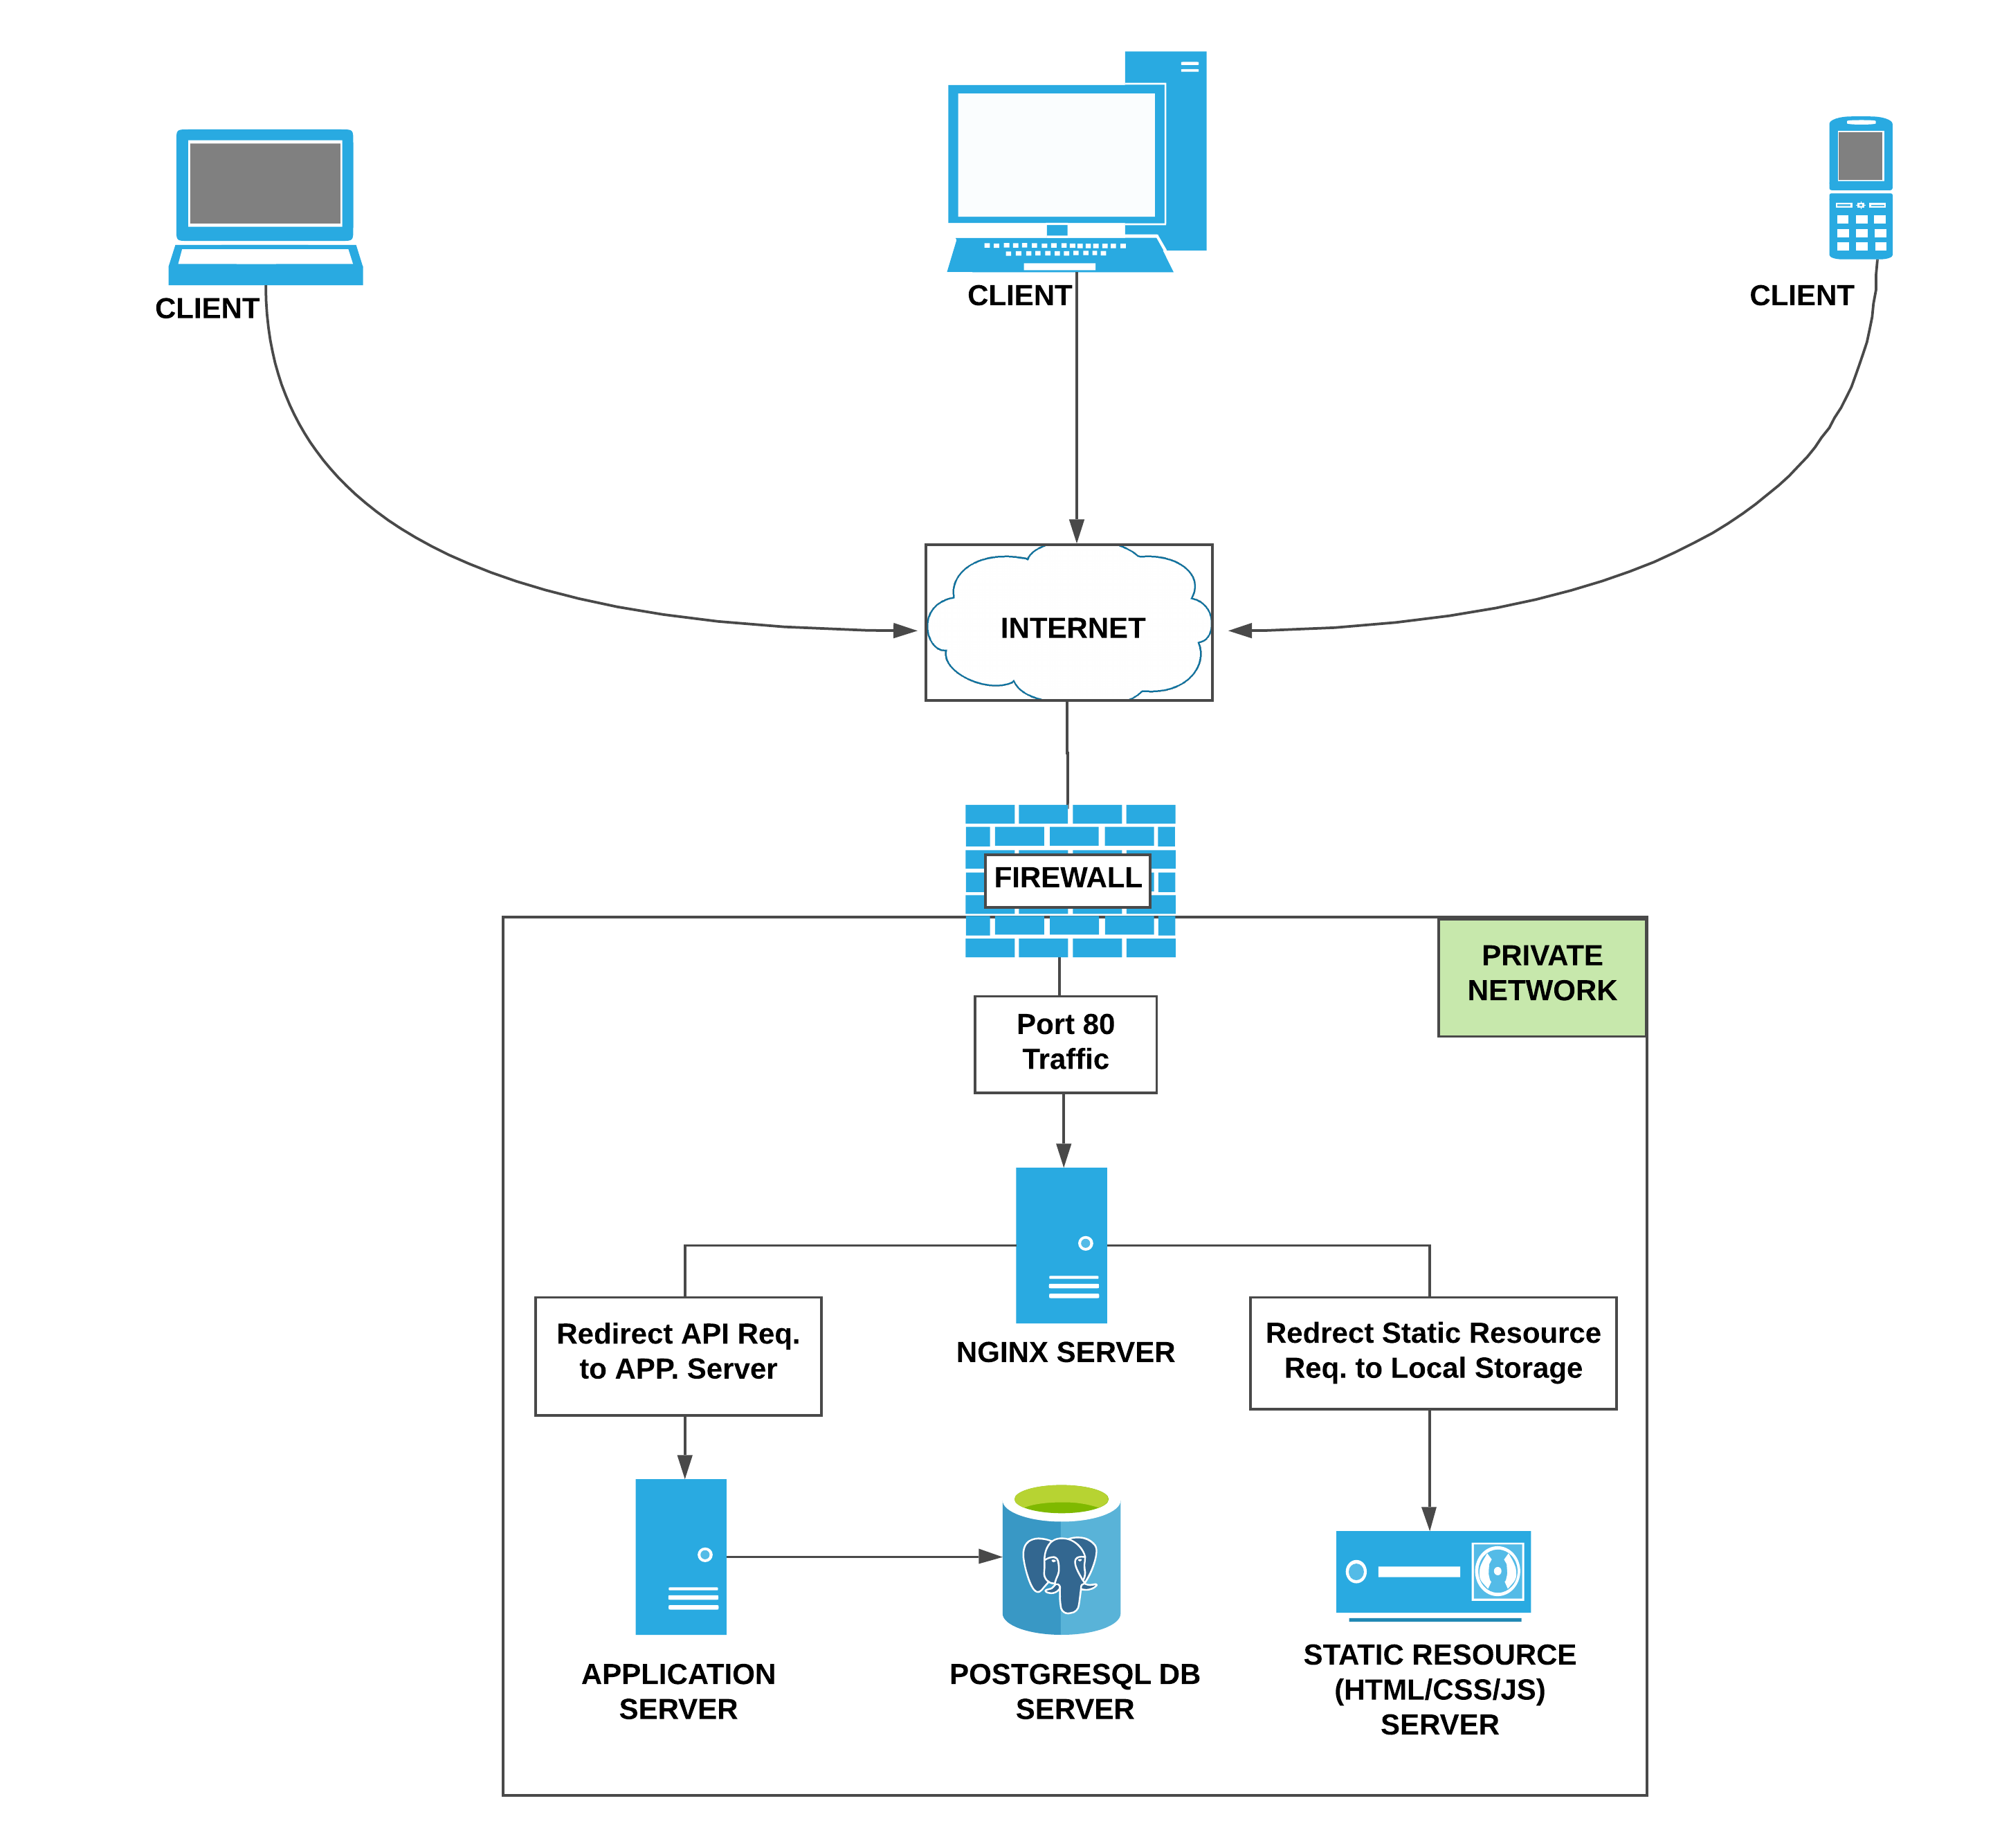 CLIENT
CLIENT
CLIENT
INTERNET
FIREWALL
PRIVATE
NETWORK
Port 80
Traffic
Redirect API Req.
to APP. Server
NGINX SERVER
Redrect Static Resource
Req. to Local Storage
APPLICATION
SERVER
POSTGRESQL DB
SERVER
STATIC RESOURCE
(HTML/CSS/JS)
SERVER